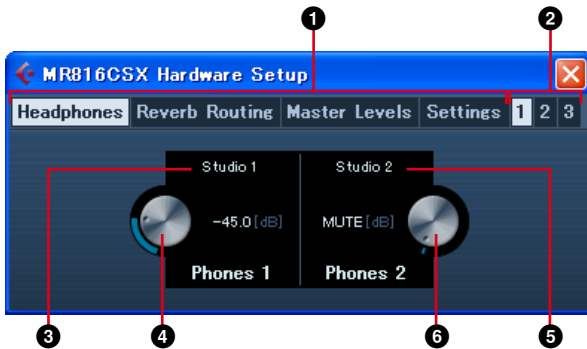 1 2
MR816CSX Hardware Setup
Headphones Reverb Routing Master Levels Settings 1 2 3
Studio 1 Studio 2
-45.0[dB] MUTE[dB]
Phones 1 Phones 2
3 4 6 5